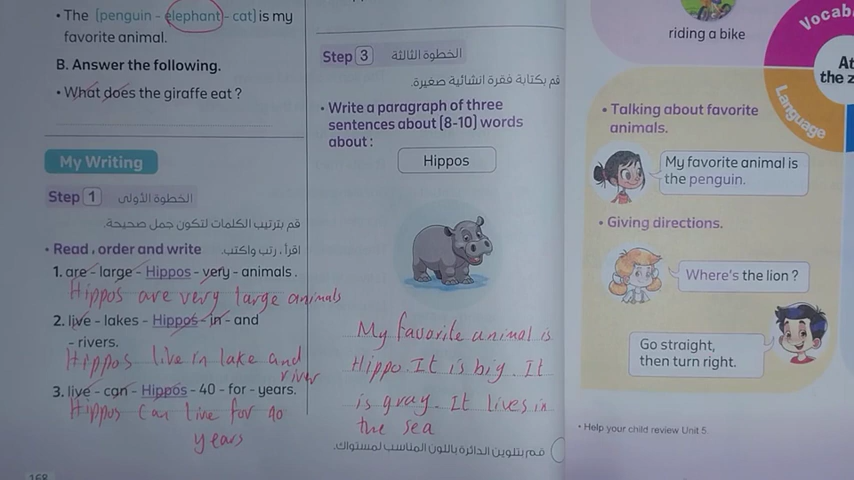 • The (penguin - elephant - cat) is my
favorite animal.
B. Answer the following.
• What does the giraffe eat ?
My Writing
Step 1 الخطوة الأولى
قم بترتيب الكلمات لتكون جمل صحيحة.
• Read , order and write اقرأ ، رتب واكتب.
1. are - large - Hippos - very - animals .
Hippos are very large animals
2. live - lakes - Hippos - in - and
- rivers.
Hippos live in lake and
river
3. live - can - Hippos - 40 - for - years.
Hippos can live for 40
years
168
Step 3 الخطوة الثالثة
قم بكتابة فقرة انشائية صغيرة.
• Write a paragraph of three
sentences about (8-10) words
about :
Hippos
My favorite animal is
Hippo. It is big. It
is gray. It lives in
the sea
قم بتلوين الدائرة باللون المناسب لمستواك.
riding a bike
Vocab
At
the z
Language
• Talking about favorite
animals.
My favorite animal is
the penguin.
• Giving directions.
Where's the lion ?
Go straight,
then turn right.
• Help your child review Unit 5.